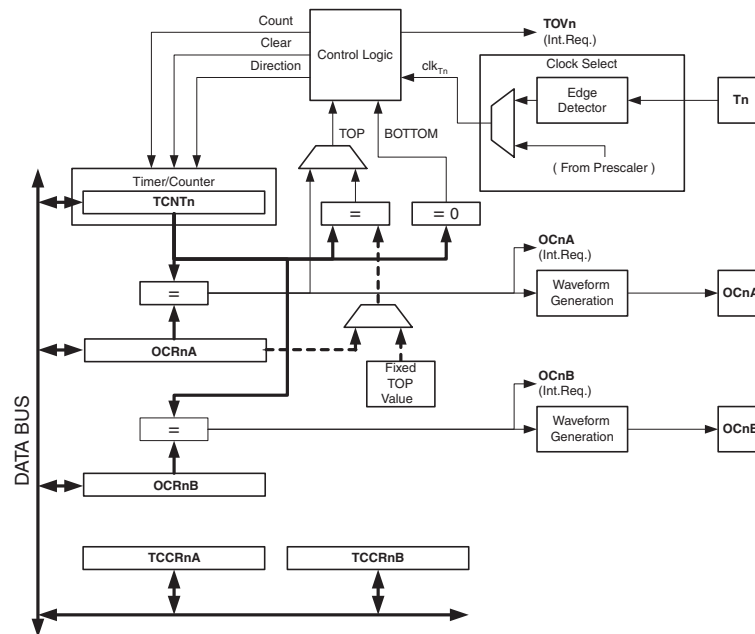 Count
Clear
Direction
Control Logic
TOVn
(Int.Req.)
clkTn
Clock Select
Edge
Detector
Tn
( From Prescaler )
TOP
BOTTOM
Timer/Counter
TCNTn
=
= 0
OCnA
(Int.Req.)
=
Waveform
Generation
OCnA
OCRnA
Fixed
TOP
Value
OCnB
(Int.Req.)
=
Waveform
Generation
OCnB
OCRnB
DATA BUS
TCCRnA
TCCRnB